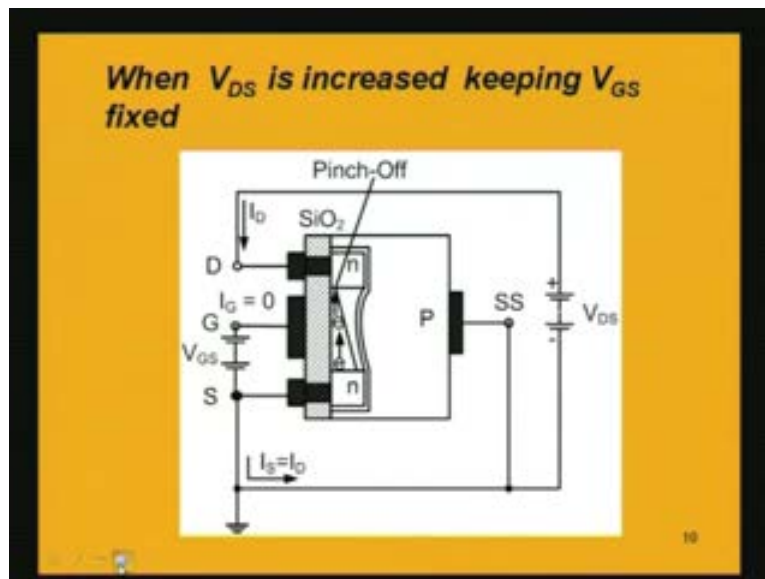 When V_DS is increased keeping V_GS
fixed
Pinch-Off
I_D
SiO₂
D
n
I_G = 0
G
P
SS
+
V_DS
-
V_GS
e
e
S
n
I_S=I_D
10